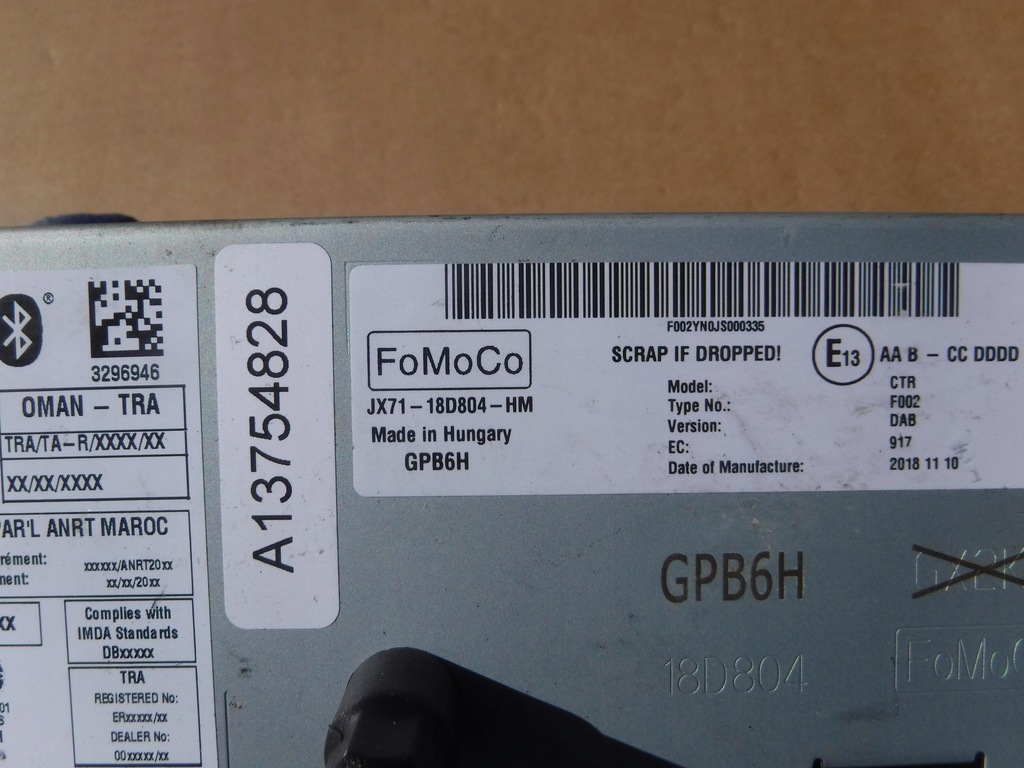 ®
3296946
OMAN – TRA
TRA/TA–R/XXXX/XX
XX/XX/XXXX
PAR'L ANRT MAROC
rément:
xxxxxx/ANRT20xx
ment:
xx/xx/20xx
XX
Complies with
IMDA Standards
DBxxxxx
TRA
REGISTERED No:
ERxxxxx/xx
DEALER No:
00xxxxx/xx
01
A13754828
F002YN0JS000335
FoMoCo
SCRAP IF DROPPED!
E13
AA B – CC DDDD
JX71–18D804–HM
Made in Hungary
GPB6H
Model: CTR
Type No.: F002
Version: DAB
EC: 917
Date of Manufacture: 2018 11 10
GPB6H
18D804
FoMoC